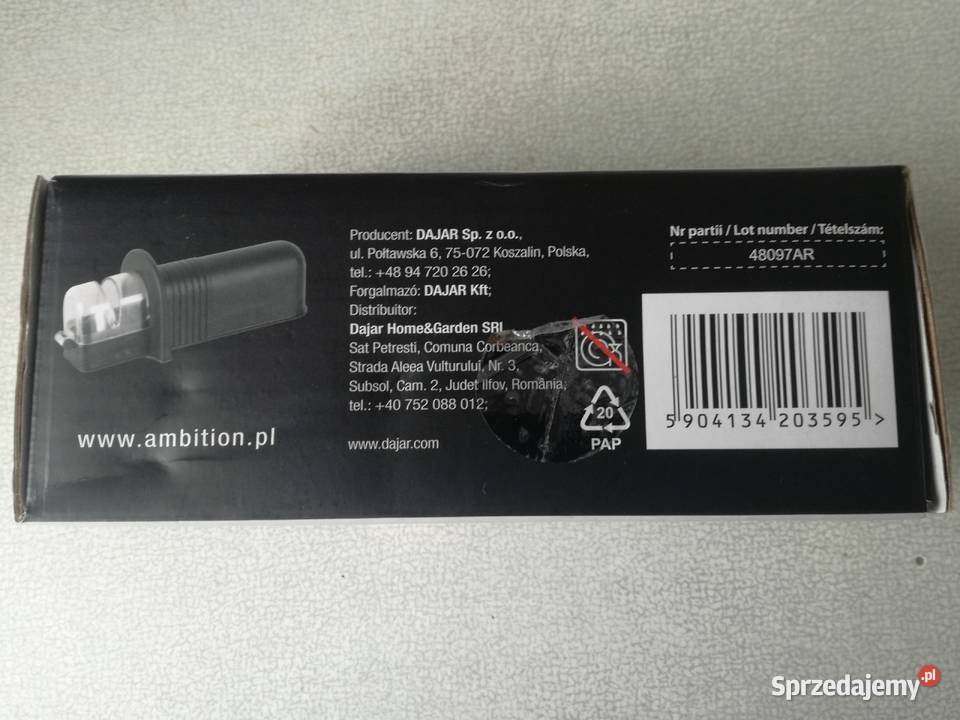 Producent: DAJAR Sp. z o.o.,
ul. Połtawska 6, 75-072 Koszalin, Polska,
tel.: +48 94 720 26 26;
Forgalmazó: DAJAR Kft;
Distribuitor:
Dajar Home&Garden SRL
Sat Petresti, Comuna Corbeanca,
Strada Aleea Vulturului, Nr. 3,
Subsol, Cam. 2, Judet ilfov, România,
tel.: +40 752 088 012;
www.dajar.com
www.ambition.pl
20
PAP
Nr partii / Lot number / Tételszám:
48097AR
5 904134 203595 >
Sprzedajemy.pl